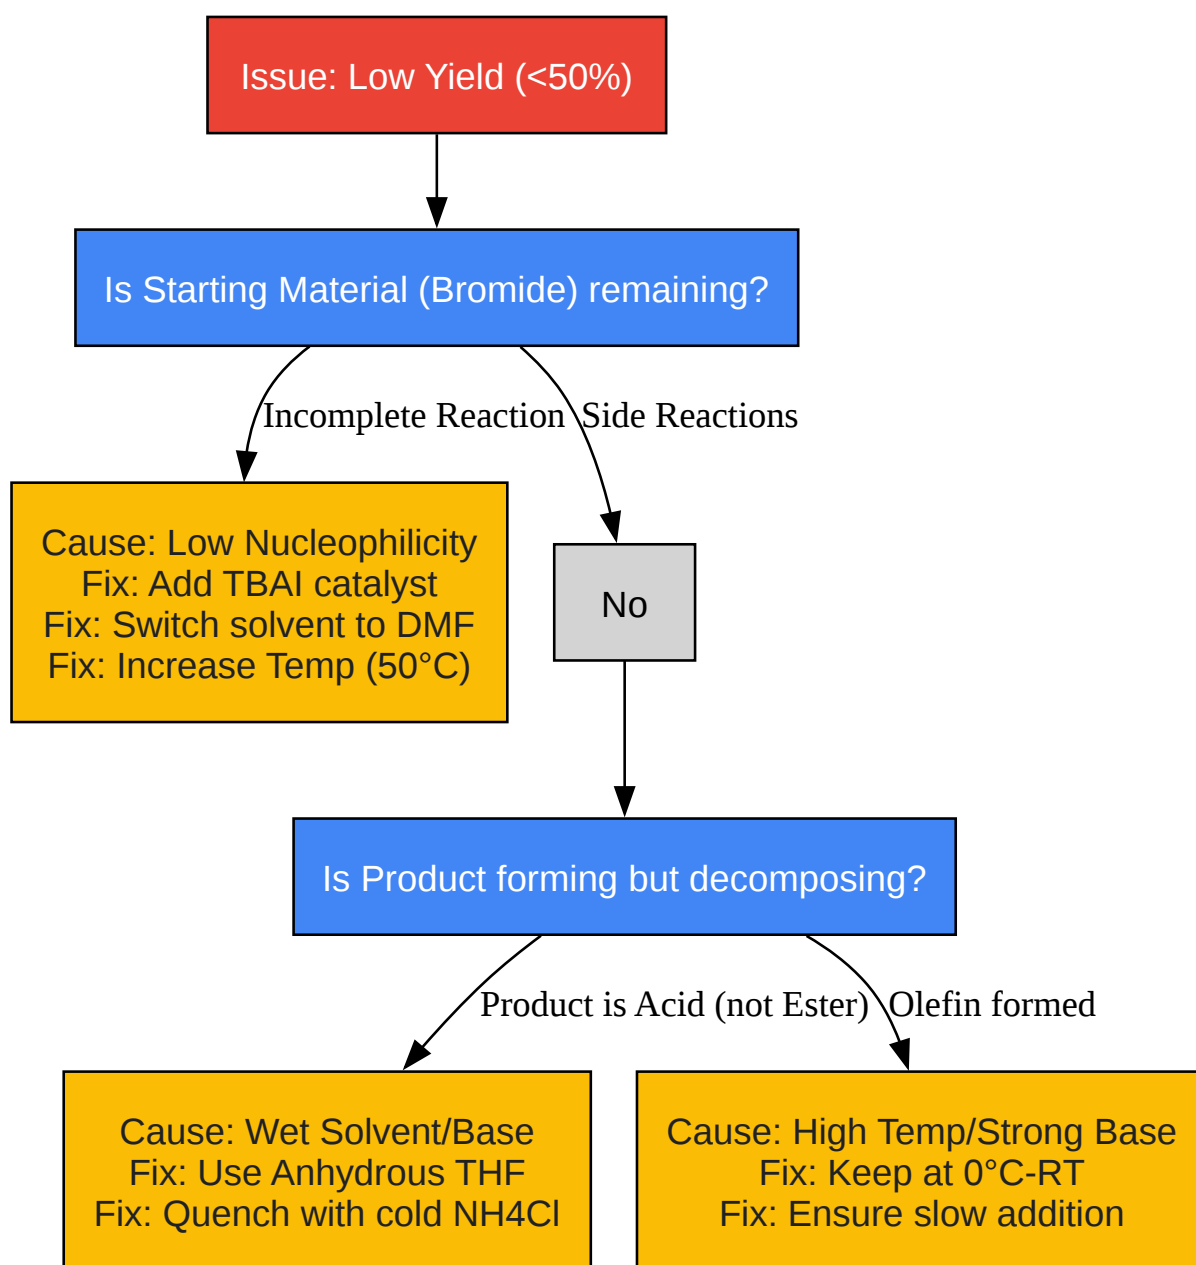 Issue: Low Yield (<50%)
Is Starting Material (Bromide) remaining?
Incomplete Reaction
Side Reactions
Cause: Low Nucleophilicity
Fix: Add TBAI catalyst
Fix: Switch solvent to DMF
Fix: Increase Temp (50°C)
No
Is Product forming but decomposing?
Product is Acid (not Ester)
Olefin formed
Cause: Wet Solvent/Base
Fix: Use Anhydrous THF
Fix: Quench with cold NH4Cl
Cause: High Temp/Strong Base
Fix: Keep at 0°C-RT
Fix: Ensure slow addition